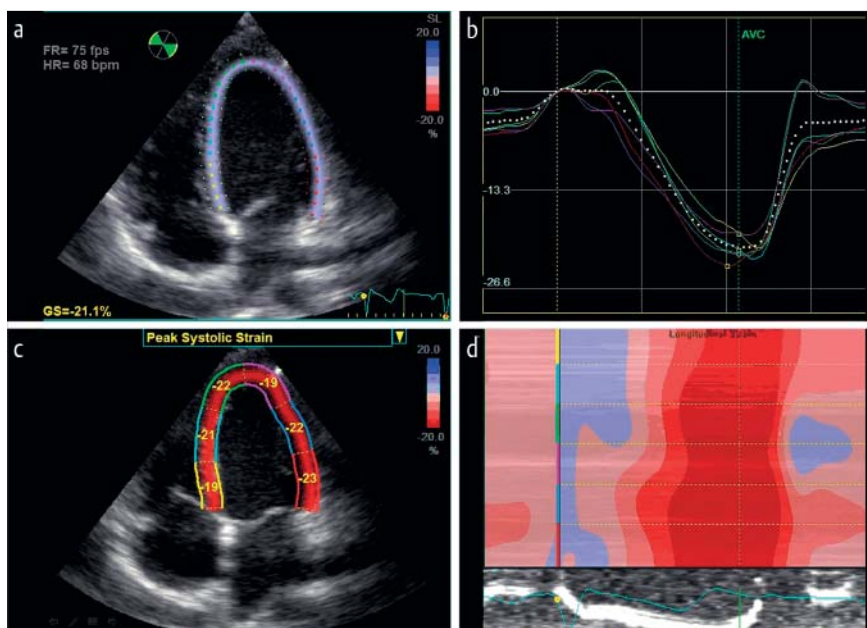 a
FR= 75 fps
HR= 68 bpm
SL
20.0
-20.0
%
GS=-21.1%
b
AVC
0.0
-13.3
-26.6
c
Peak Systolic Strain
20.0
-20.0
%
-22
-19
-21
-22
-19
-23
d
Longitudinal Strain